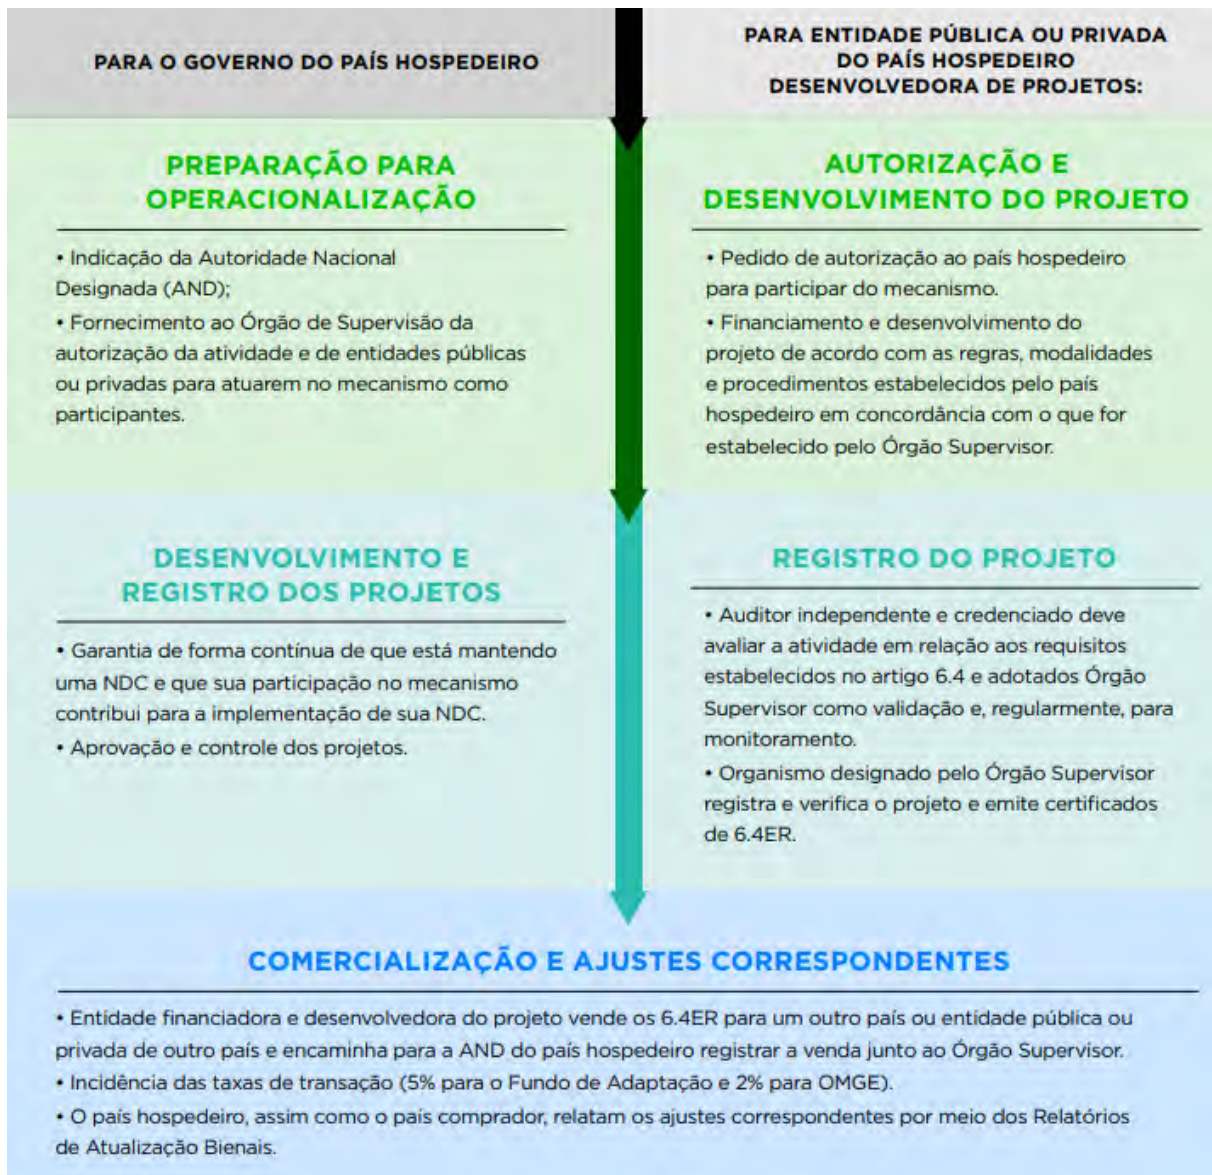 PARA O GOVERNO DO PAÍS HOSPEDEIRO
PARA ENTIDADE PÚBLICA OU PRIVADA
DO PAÍS HOSPEDEIRO
DESENVOLVEDORA DE PROJETOS:
PREPARAÇÃO PARA
OPERACIONALIZAÇÃO
• Indicação da Autoridade Nacional
Designada (AND);
• Fornecimento ao Órgão de Supervisão da
autorização da atividade e de entidades públicas
ou privadas para atuarem no mecanismo como
participantes.
AUTORIZAÇÃO E
DESENVOLVIMENTO DO PROJETO
• Pedido de autorização ao país hospedeiro
para participar do mecanismo.
• Financiamento e desenvolvimento do
projeto de acordo com as regras, modalidades
e procedimentos estabelecidos pelo país
hospedeiro em concordância com o que for
estabelecido pelo Órgão Supervisor.
DESENVOLVIMENTO E
REGISTRO DOS PROJETOS
• Garantia de forma contínua de que está mantendo
uma NDC e que sua participação no mecanismo
contribui para a implementação de sua NDC.
• Aprovação e controle dos projetos.
REGISTRO DO PROJETO
• Auditor independente e credenciado deve
avaliar a atividade em relação aos requisitos
estabelecidos no artigo 6.4 e adotados Órgão
Supervisor como validação e, regularmente, para
monitoramento.
• Organismo designado pelo Órgão Supervisor
registra e verifica o projeto e emite certificados
de 6.4ER.
COMERCIALIZAÇÃO E AJUSTES CORRESPONDENTES
• Entidade financiadora e desenvolvedora do projeto vende os 6.4ER para um outro país ou entidade pública ou
privada de outro país e encaminha para a AND do país hospedeiro registrar a venda junto ao Órgão Supervisor.
• Incidência das taxas de transação (5% para o Fundo de Adaptação e 2% para OMGE).
• O país hospedeiro, assim como o país comprador, relatam os ajustes correspondentes por meio dos Relatórios
de Atualização Bienais.